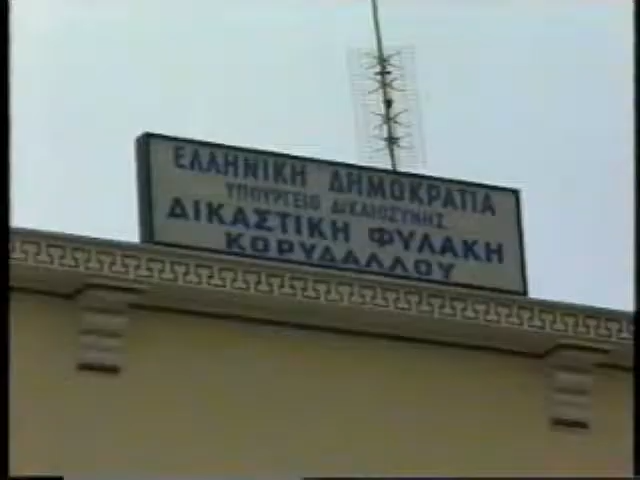 ΕΛΛΗΝΙΚΗ ΔΗΜΟΚΡΑΤΙΑ
ΥΠΟΥΡΓΕΙΟ ΔΙΚΑΙΟΣΥΝΗΣ
ΔΙΚΑΣΤΙΚΗ ΦΥΛΑΚΗ
ΚΟΡΥΔΑΛΛΟΥ